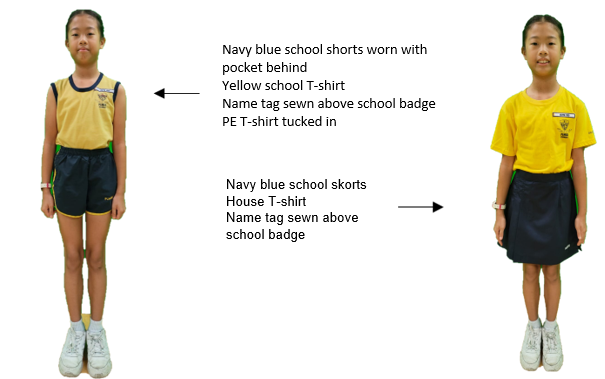 Navy blue school shorts worn with
pocket behind
Yellow school T-shirt
Name tag sewn above school badge
PE T-shirt tucked in
Navy blue school skorts
House T-shirt
Name tag sewn above
school badge